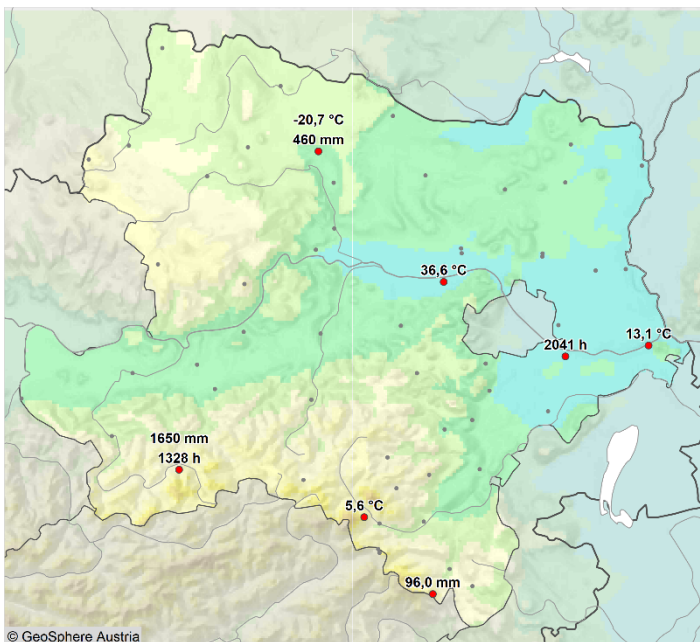 -20,7 °C
460 mm
36,6 °C
13,1 °C
2041 h
1650 mm
1328 h
5,6 °C
96,0 mm
© GeoSphere Austria